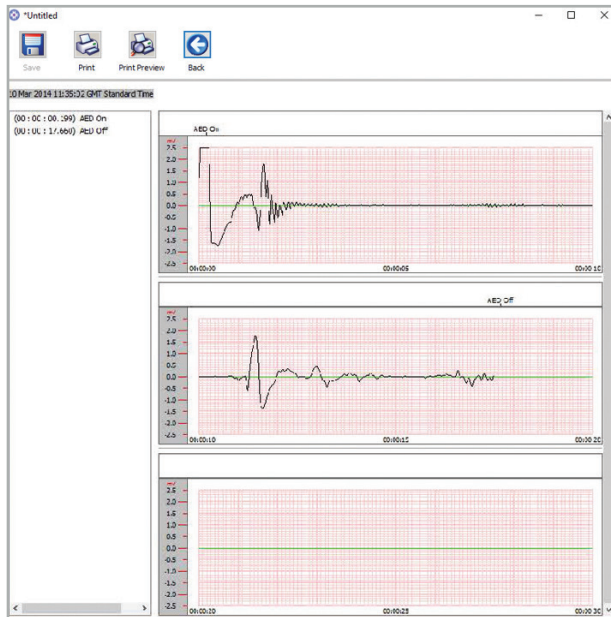 *Untitled
Save Print Print Preview Back
10 Mar 2014 11:35:02 GMT Standard Time
(00 : 00 : 00.199) AED On
(00 : 00 : 17.660) AED Off
AED On
mV
2.5
2.0
1.5
1.0
0.5
0.0
-0.5
-1.0
-1.5
-2.0
-2.5
00:00:00 00:00:05 00:00:10
AED Off
mV
2.5
2.0
1.5
1.0
0.5
0.0
-0.5
-1.0
-1.5
-2.0
-2.5
00:00:10 00:00:15 00:00:20
mV
2.5
2.0
1.5
1.0
0.5
0.0
-0.5
-1.0
-1.5
-2.0
-2.5
00:00:20 00:00:25 00:00:30